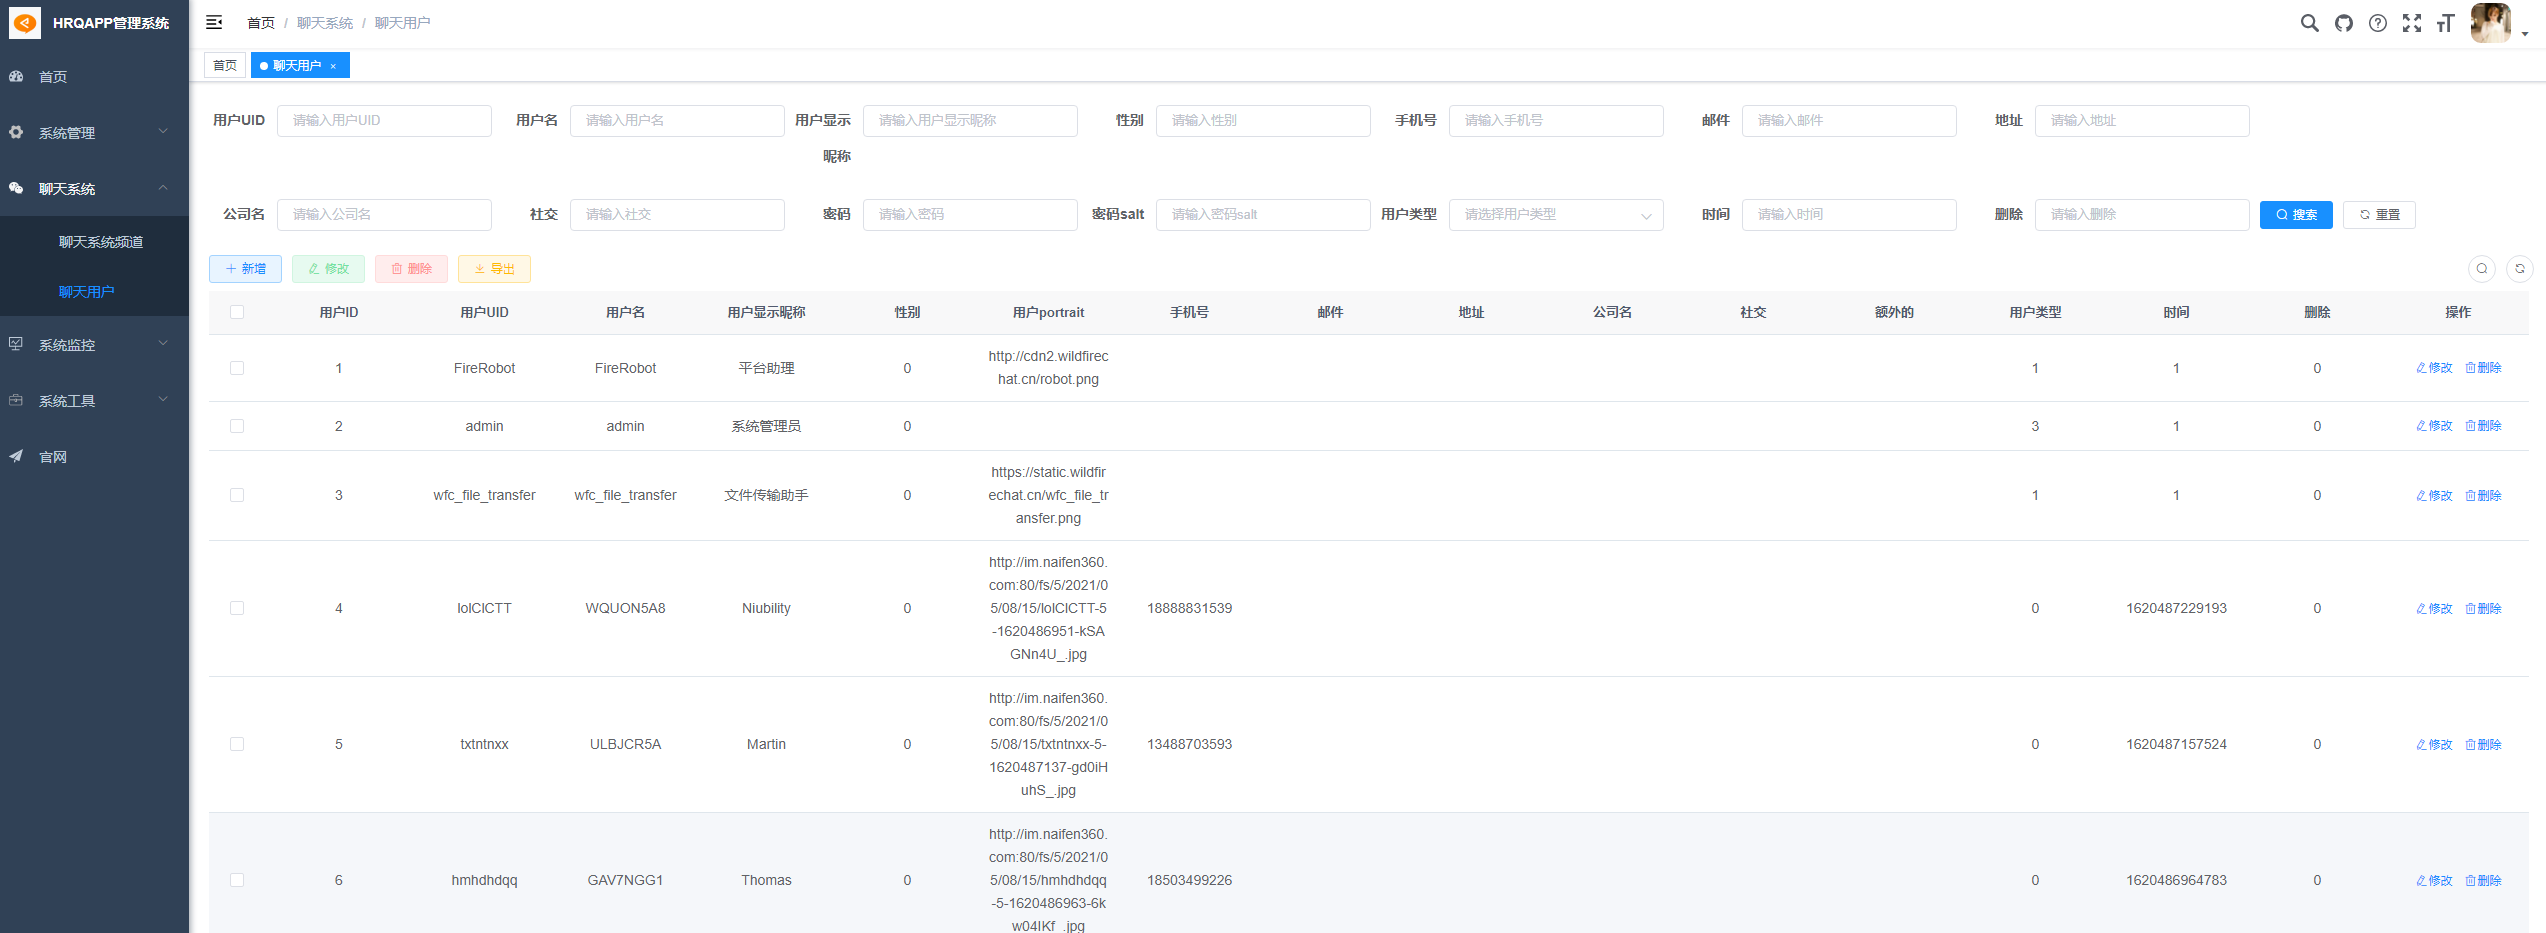 HRQAPP管理系统
首页
系统管理
聊天系统
聊天系统频道
聊天用户
系统监控
系统工具
官网
首页 / 聊天系统 / 聊天用户
首页 聊天用户 ×
用户UID 请输入用户UID 用户名 请输入用户名 用户显示 请输入用户显示昵称 性别 请输入性别 手机号 请输入手机号 邮件 请输入邮件 地址 请输入地址
昵称
公司名 请输入公司名 社交 请输入社交 密码 请输入密码 密码salt 请输入密码salt 用户类型 请选择用户类型 时间 请输入时间 删除 请输入删除 搜索 重置
新增 修改 删除 导出
用户ID 用户UID 用户名 用户显示昵称 性别 用户portrait 手机号 邮件 地址 公司名 社交 额外的 用户类型 时间 删除 操作
http://cdn2.wildfirec
1 FireRobot FireRobot 平台助理 0 1 1 0 修改 删除
hat.cn/robot.png
2 admin admin 系统管理员 0 3 1 0 修改 删除
https://static.wildfir
3 wfc_file_transfer wfc_file_transfer 文件传输助手 0 echat.cn/wfc_file_tr 1 1 0 修改 删除
ansfer.png
http://im.naifen360.
com:80/fs/5/2021/0
4 lolClCTT WQUON5A8 Niubility 0 5/08/15/lolClCTT-5 18888831539 0 1620487229193 0 修改 删除
-1620486951-kSA
GNn4U_.jpg
http://im.naifen360.
com:80/fs/5/2021/0
5 txtntnxx ULBJCR5A Martin 0 5/08/15/txtntnxx-5- 13488703593 0 1620487157524 0 修改 删除
1620487137-gd0iH
uhS_.jpg
http://im.naifen360.
com:80/fs/5/2021/0
6 hmhdhdqq GAV7NGG1 Thomas 0 5/08/15/hmhdhdqq 18503499226 0 1620486964783 0 修改 删除
-5-1620486963-6k
w04IKf_.jpg